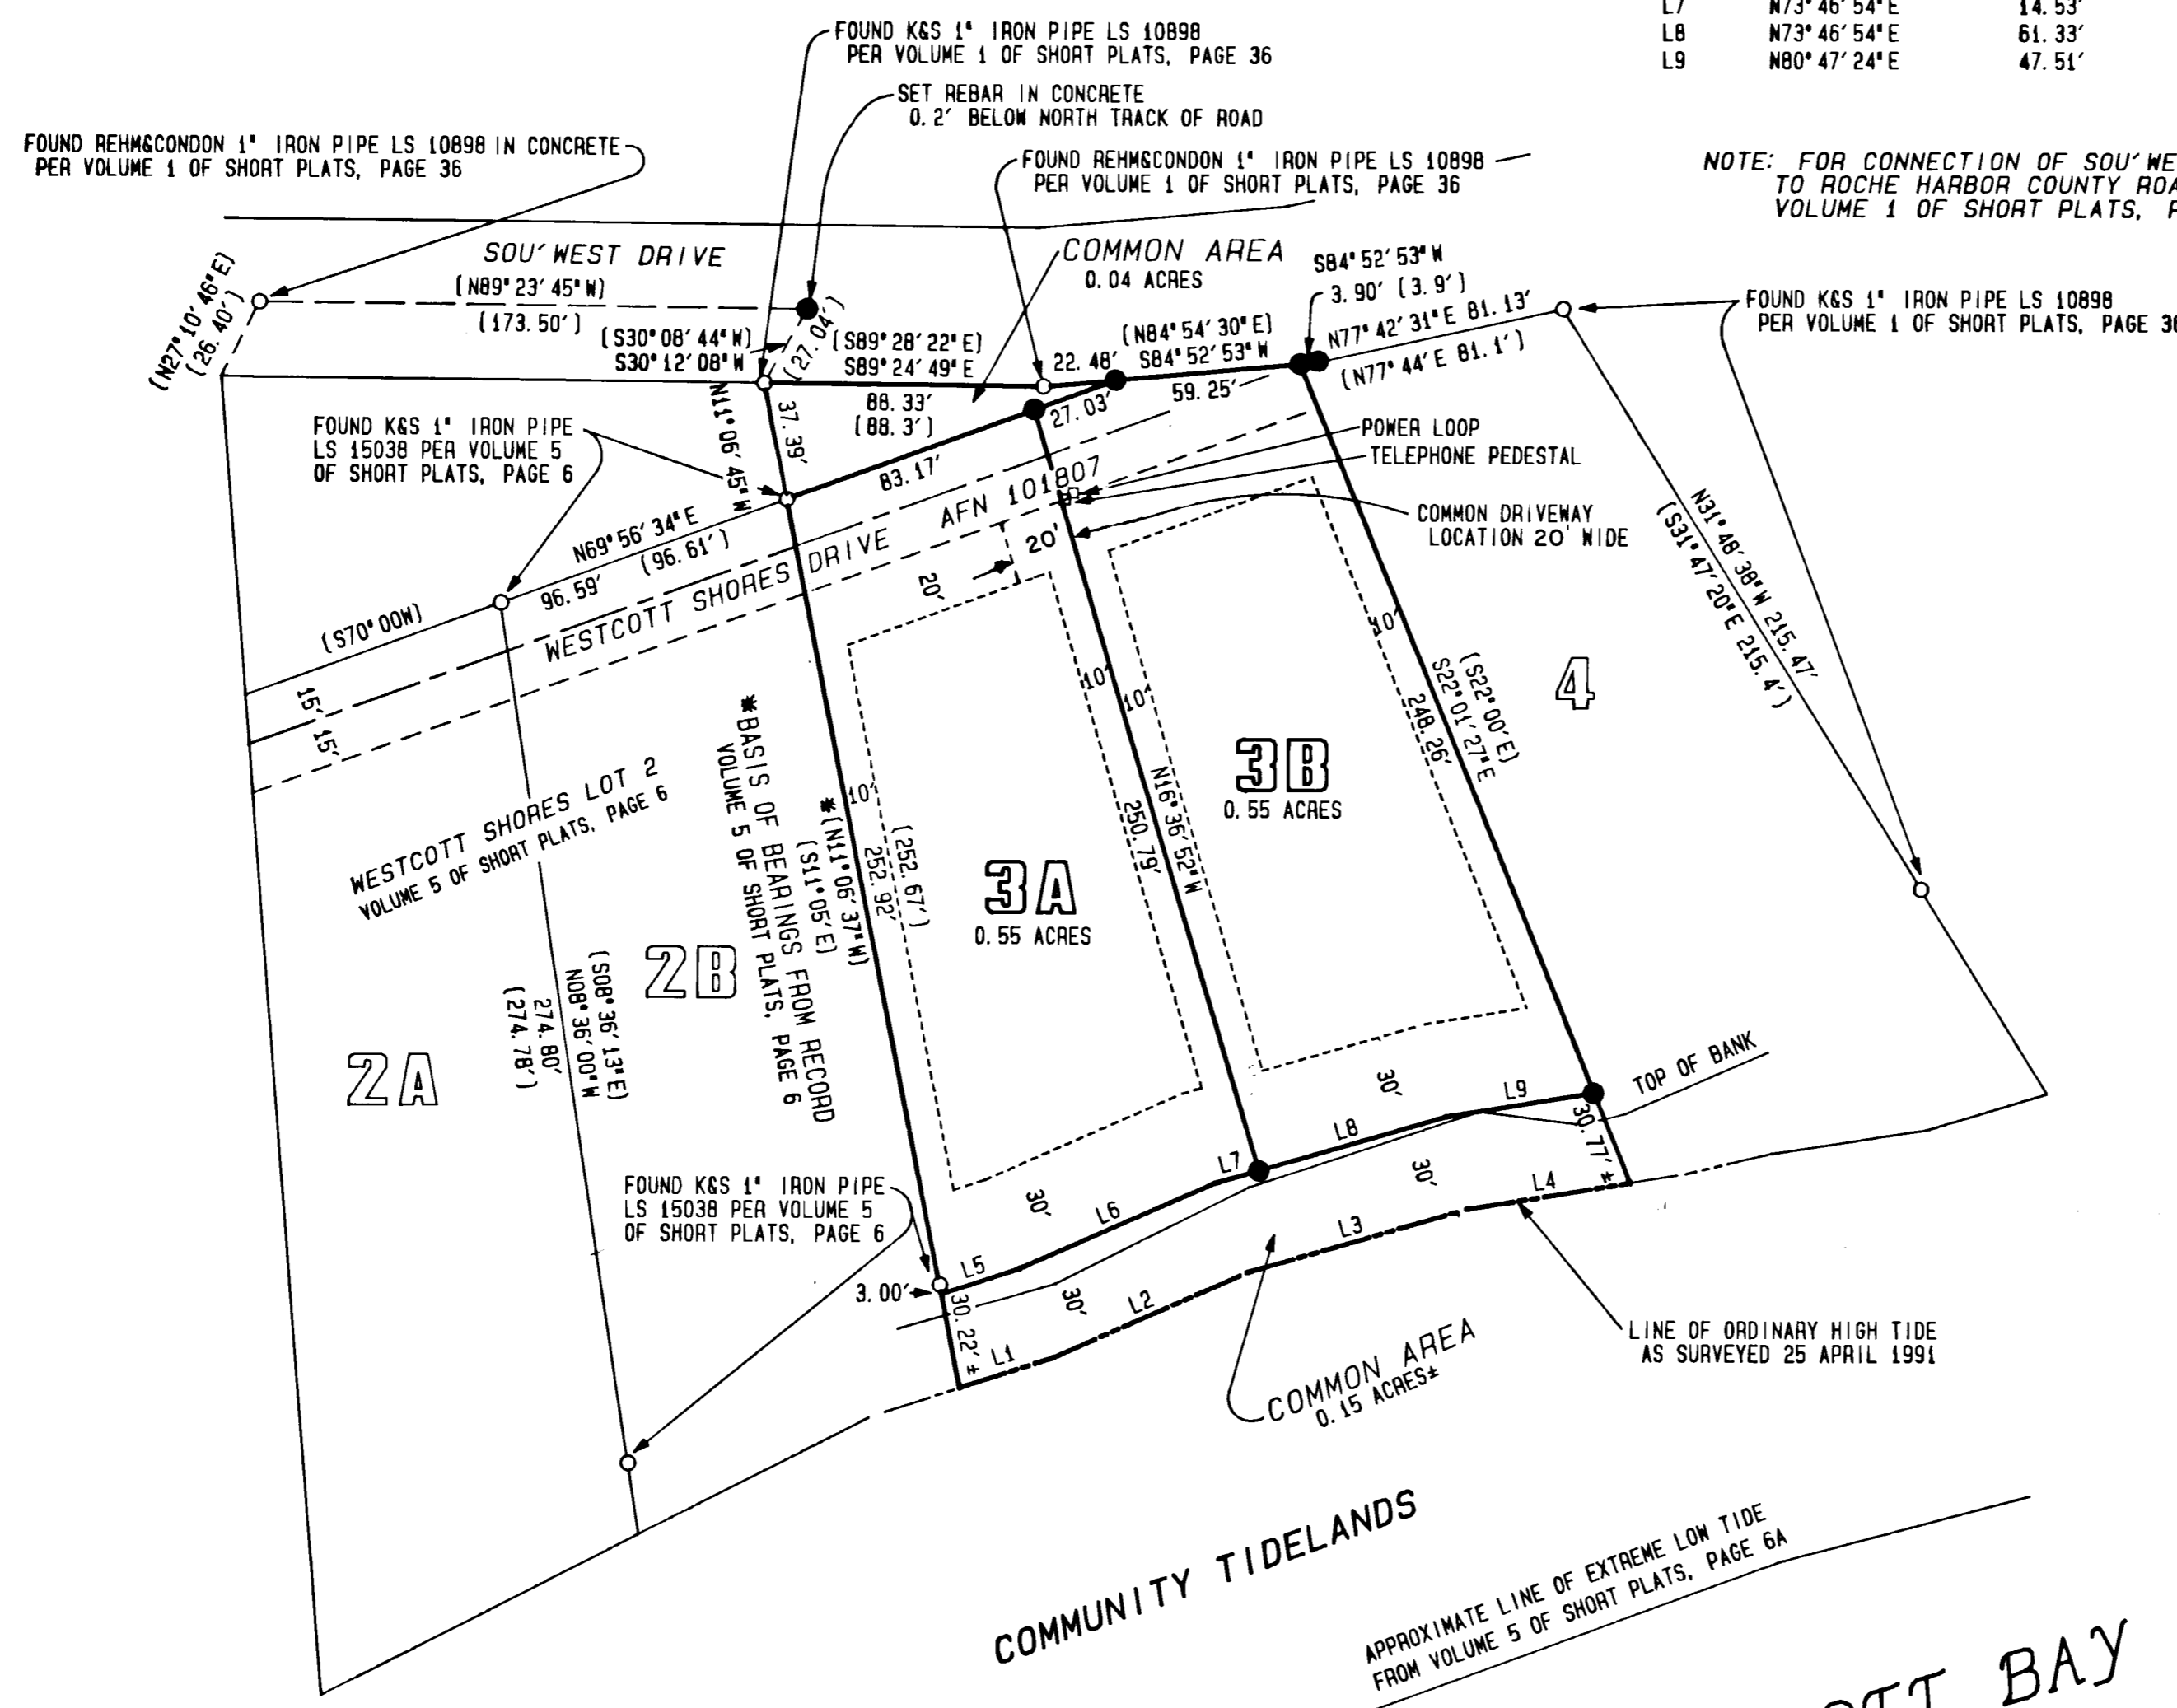 L7 N73°46'54"E 14.53'
L8 N73°46'54"E 61.33'
L9 N80°47'24"E 47.51'
FOUND K&S 1" IRON PIPE LS 10898
PER VOLUME 1 OF SHORT PLATS, PAGE 36
SET REBAR IN CONCRETE
0.2' BELOW NORTH TRACK OF ROAD
FOUND REHM&CONDON 1" IRON PIPE LS 10898 IN CONCRETE
PER VOLUME 1 OF SHORT PLATS, PAGE 36
FOUND REHM&CONDON 1" IRON PIPE LS 10898
PER VOLUME 1 OF SHORT PLATS, PAGE 36
NOTE: FOR CONNECTION OF SOU'WE
TO ROCHE HARBOR COUNTY ROA
VOLUME 1 OF SHORT PLATS, P
SOU'WEST DRIVE
(N89°23'45"W)
(173.50')
(N27°10'46"E)
(26.40')
COMMON AREA
0.04 ACRES
S84°52'53"W
3.90' (3.9')
N77°42'31"E 81.13'
(N77°44'E 81.1')
FOUND K&S 1" IRON PIPE LS 10898
PER VOLUME 1 OF SHORT PLATS, PAGE 36
(S30°08'44"W)
S30°12'08"W
(27.04')
(S89°28'22"E)
S89°24'49"E
88.33'
(88.3')
(N84°54'30"E)
22.48' S84°52'53"W
59.25'
27.03'
N11°06'45"W
37.39'
83.17'
FOUND K&S 1" IRON PIPE
LS 15038 PER VOLUME 5
OF SHORT PLATS, PAGE 6
POWER LOOP
TELEPHONE PEDESTAL
COMMON DRIVEWAY
LOCATION 20' WIDE
N69°56'34"E
96.59' (96.61')
(S70°00W)
WESTCOTT SHORES DRIVE AFN 101807
20'
20'
15'
15'
N31°48'38"W 215.47'
(S31°47'20"E 215.4')
10'
(S22°00'E)
S22°01'27"E
248.26'
4
10'
10'
3B
0.55 ACRES
N16°36'52"W
250.79'
WESTCOTT SHORES LOT 2
VOLUME 5 OF SHORT PLATS, PAGE 6
*BASIS OF BEARINGS FROM RECORD
VOLUME 5 OF SHORT PLATS, PAGE 6
10'
*(N11°06'37"W)
(S11°05'E)
252.92'
(252.67')
3A
0.55 ACRES
2B
2A
(S08°36'13"E)
N08°36'00"W
274.80'
(274.78')
TOP OF BANK
30'
L9
L8
L7
30.77'±
30'
L4
L3
30'
L6
FOUND K&S 1" IRON PIPE
LS 15038 PER VOLUME 5
OF SHORT PLATS, PAGE 6
L5
3.00'
30.22'±
30'
L2
L1
LINE OF ORDINARY HIGH TIDE
AS SURVEYED 25 APRIL 1991
COMMON AREA
0.15 ACRES±
COMMUNITY TIDELANDS
APPROXIMATE LINE OF EXTREME LOW TIDE
FROM VOLUME 5 OF SHORT PLATS, PAGE 6A
BAY